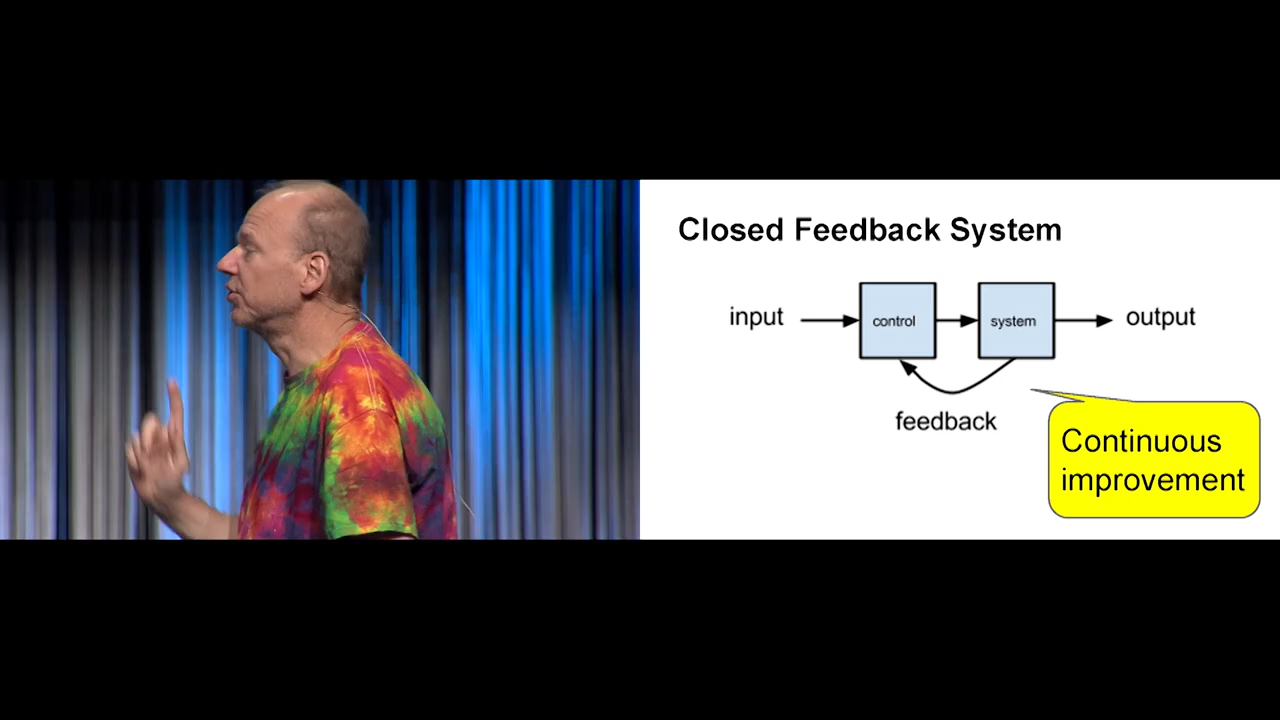 Closed Feedback System
input
control
system
output
feedback
Continuous
improvement